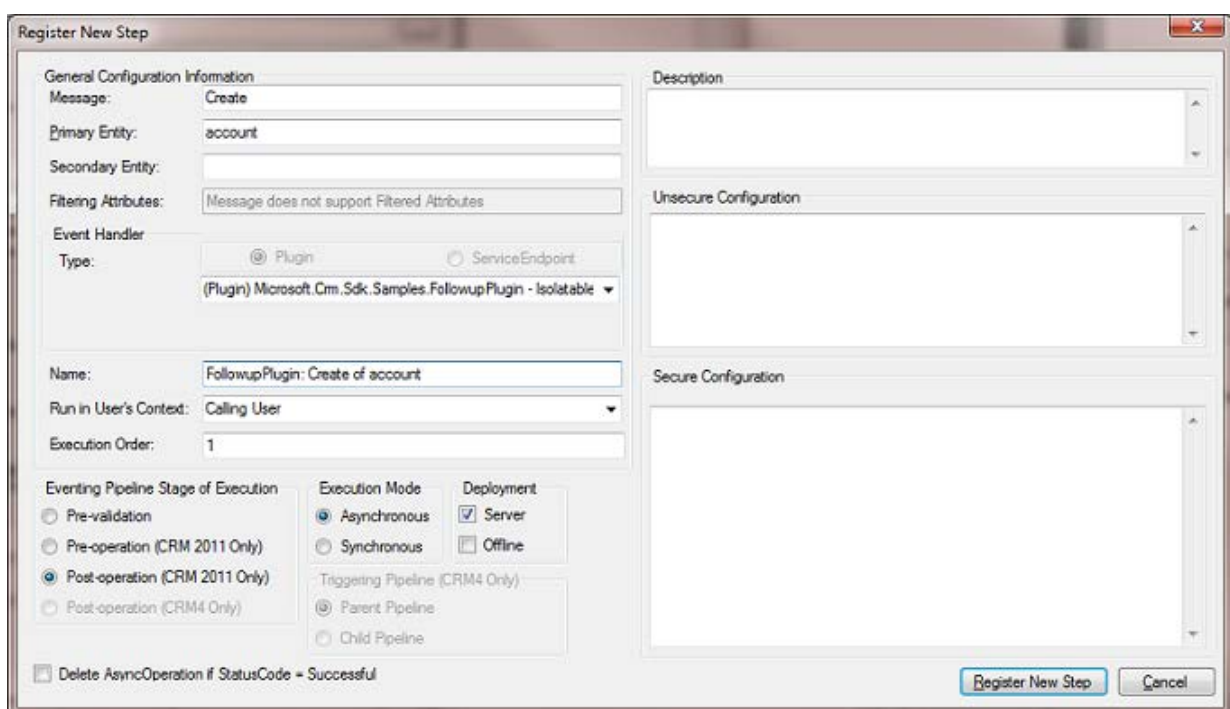 Register New Step
General Configuration Information
Message: Create
Primary Entity: account
Secondary Entity:
Filtering Attributes: Message does not support Filtered Attributes
Event Handler
Type: Plugin ServiceEndpoint
(Plugin) Microsoft.Crm.Sdk.Samples.FollowupPlugin - Isolatable
Name: FollowupPlugin: Create of account
Run in User's Context: Calling User
Execution Order: 1
Eventing Pipeline Stage of Execution
Pre-validation
Pre-operation (CRM 2011 Only)
Post-operation (CRM 2011 Only)
Post-operation (CRM4 Only)
Execution Mode
Asynchronous
Synchronous
Deployment
Server
Offline
Triggering Pipeline (CRM4 Only)
Parent Pipeline
Child Pipeline
Delete AsyncOperation if StatusCode = Successful
Description
Unsecure Configuration
Secure Configuration
Register New Step
Cancel